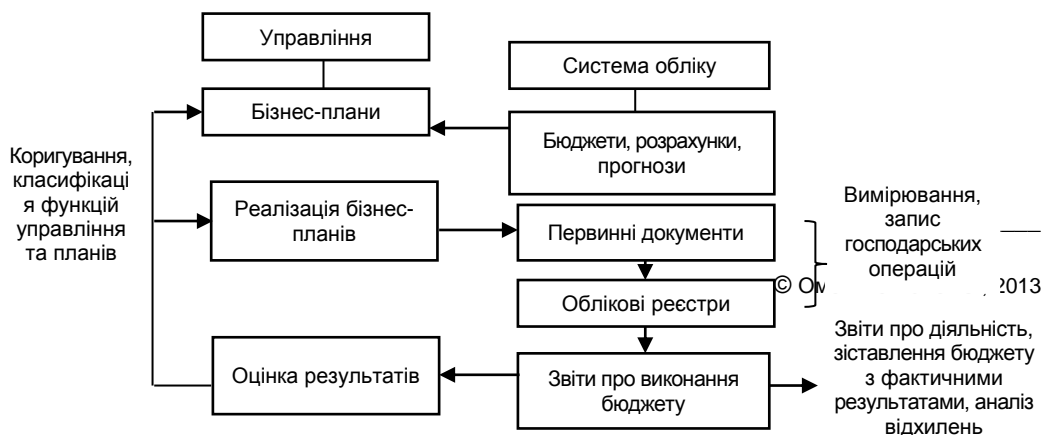 Управління
Система обліку
Бізнес-плани
Бюджети, розрахунки,
прогнози
Коригування,
класифікаці
я функцій
управління
та планів
Реалізація бізнес-
планів
Первинні документи
Вимірювання,
запис
господарських
операцій
©
2013
Облікові реєстри
Оцінка результатів
Звіти про виконання
бюджету
Звіти про діяльність,
зіставлення бюджету
з фактичними
результатами, аналіз
відхилень